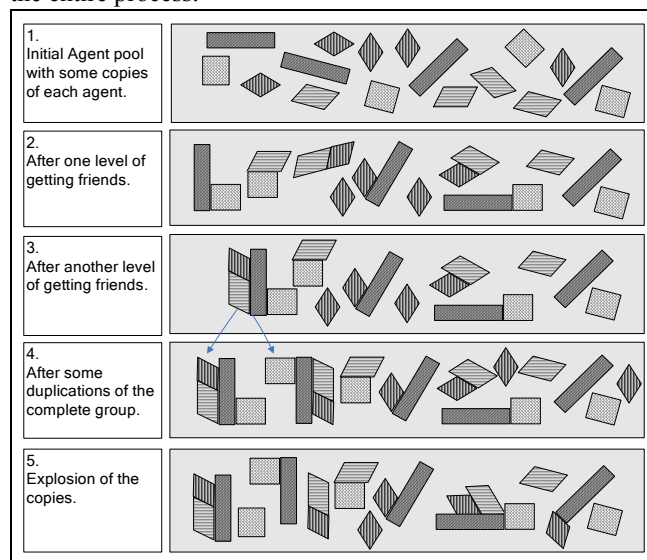 the entire process.
1.
Initial Agent pool
with some copies
of each agent.
2.
After one level of
getting friends.
3.
After another level
of getting friends.
4.
After some
duplications of the
complete group.
5.
Explosion of the
copies.